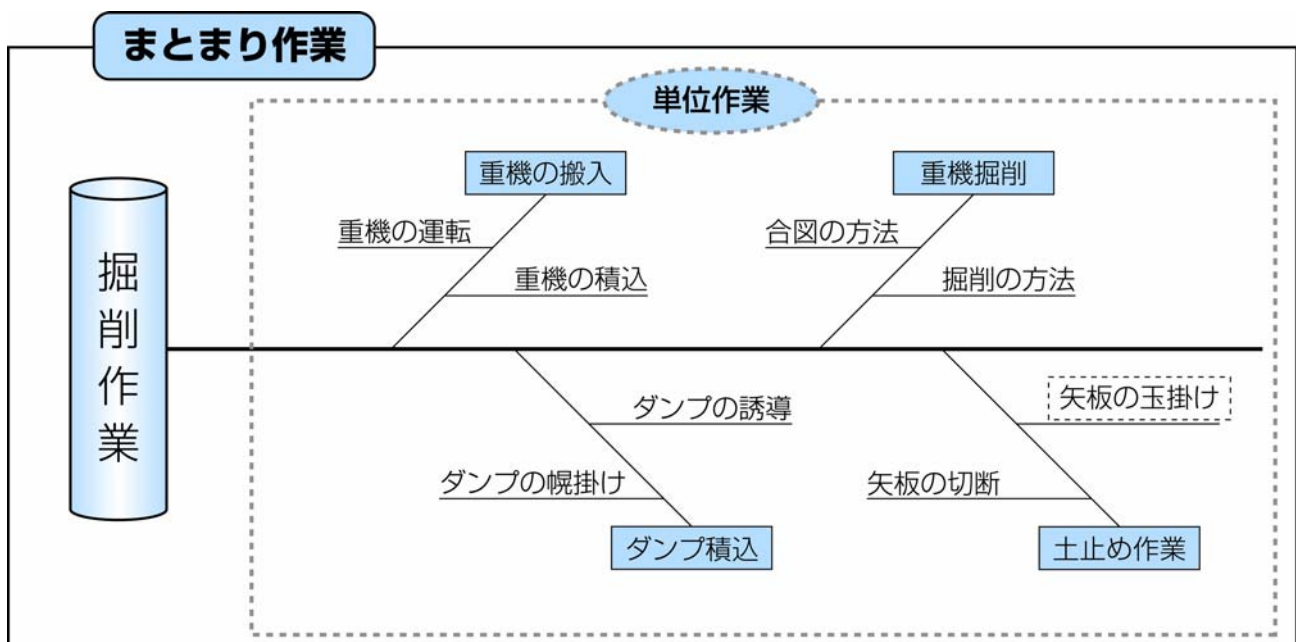 まとまり作業
単位作業
重機の搬入
重機掘削
重機の運転
合図の方法
重機の積込
掘削の方法
掘削作業
ダンプの誘導
矢板の玉掛け
ダンプの幌掛け
矢板の切断
ダンプ積込
土止め作業